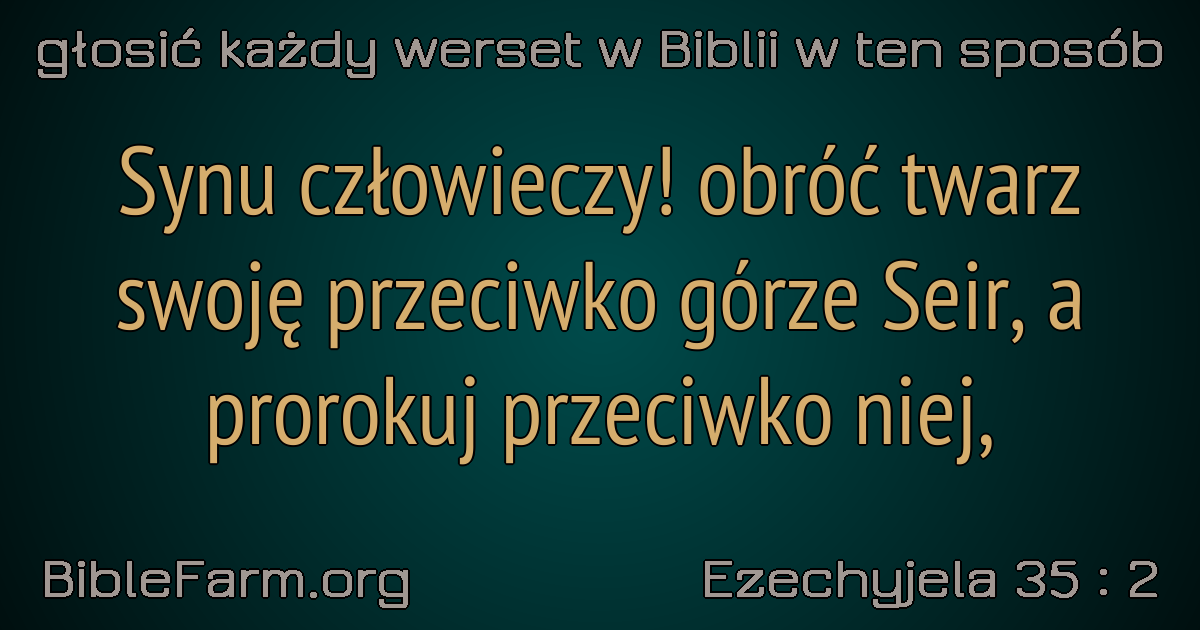 głosić każdy werset w Biblii w ten sposób
Synu człowieczy! obróć twarz
swoję przeciwko górze Seir, a
prorokuj przeciwko niej,
BibleFarm.org
Ezechyjela 35 : 2